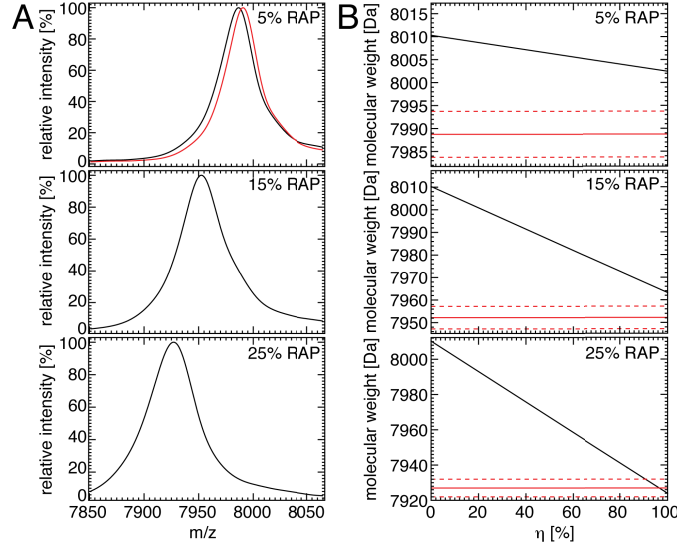 A
B
5% RAP
relative intensity [%]
100
80
60
40
20
0
15% RAP
relative intensity [%]
100
80
60
40
20
0
25% RAP
relative intensity [%]
100
80
60
40
20
0
7850 7900 7950 8000 8050
m/z
5% RAP
molecular weight [Da]
8015
8010
8005
8000
7995
7990
7985
15% RAP
molecular weight [Da]
8010
8000
7990
7980
7970
7960
7950
25% RAP
molecular weight [Da]
8000
7980
7960
7940
7920
0 20 40 60 80 100
η [%]